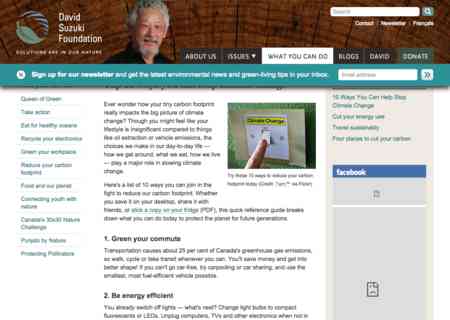 David
Suzuki
Foundation
SOLUTIONS ARE IN OUR NATURE
Search
Contact | Newsletter | Français
ABOUT US
ISSUES
WHAT YOU CAN DO
BLOGS
DAVID
DONATE
Sign up for our newsletter and get the latest environmental news and green-living tips in your inbox.
Email address
Queen of Green
Take action
Eat for healthy oceans
Recycle your electronics
Green your workplace
Reduce your carbon
footprint
Food and our planet
Connecting youth with
nature
Canada's 30x30 Nature
Challenge
Punjabi by Nature
Protecting Pollinators
Ever wonder how your tiny carbon footprint
really impacts the big picture of climate
change? Though you might feel like your
lifestyle is insignificant compared to things
like oil extraction or vehicle emissions, the
choices we make in our day-to-day life —
how we get around, what we eat, how we live
— play a major role in slowing climate
change.
Here's a list of 10 ways you can join in the
fight to reduce our carbon footprint. Whether
you save it on your desktop, share it with
friends, or stick a copy on your fridge (PDF), this quick reference guide breaks
down what you can do today to protect the planet for future generations.
Climate Change
Try these 10 ways to reduce your
carbon footprint today (Credit: via Flickr)
1. Green your commute
Transportation causes about 25 per cent of Canada's greenhouse gas emissions,
so walk, cycle or take transit whenever you can. You'll save money and get into
better shape! If you can't go car-free, try carpooling or car sharing, and use the
smallest, most fuel-efficient vehicle possible.
2. Be energy efficient
You already switch off lights — what's next? Change light bulbs to compact
fluorescents or LEDs. Unplug computers, TVs and other electronics when not in
10 Ways You Can Help Stop
Climate Change
Cut your energy use
Travel sustainably
Four places to cut your carbon
facebook